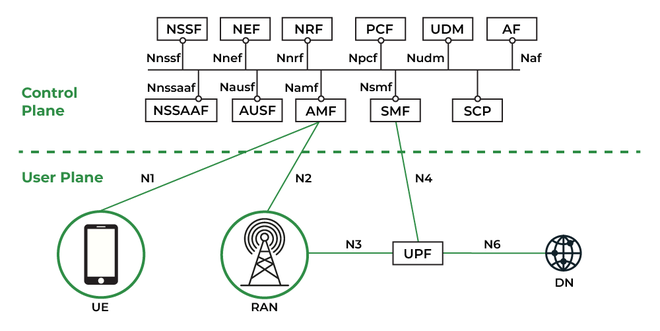 NSSF NEF NRF PCF UDM AF
Nnssf Nnef Nnrf Npcf Nudm Naf
Control
Plane
Nnssaaf Nausf Namf Nsmf
NSSAAF AUSF AMF SMF SCP
User Plane
N1 N2 N4
N3 N6
UPF
UE RAN DN